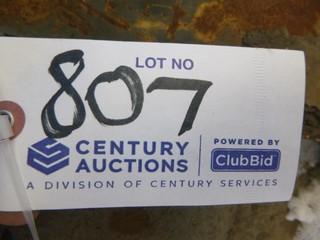 LOT NO
807
CENTURY AUCTIONS
POWERED BY
ClubBid
A DIVISION OF CENTURY SERVICES